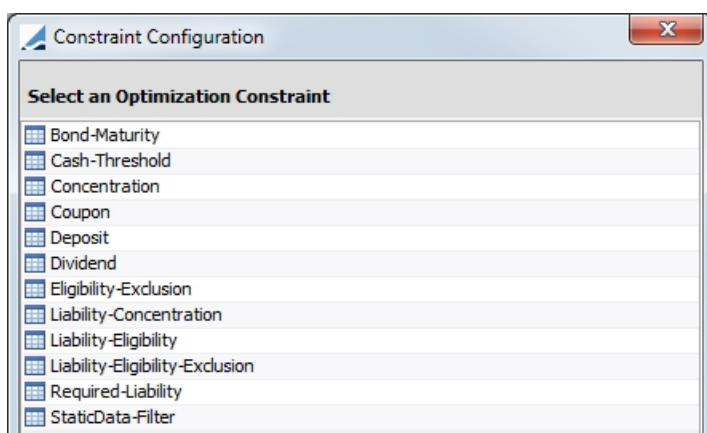 Constraint Configuration
Select an Optimization Constraint
Bond-Maturity
Cash-Threshold
Concentration
Coupon
Deposit
Dividend
Eligibility-Exclusion
Liability-Concentration
Liability-Eligibility
Liability-Eligibility-Exclusion
Required-Liability
StaticData-Filter